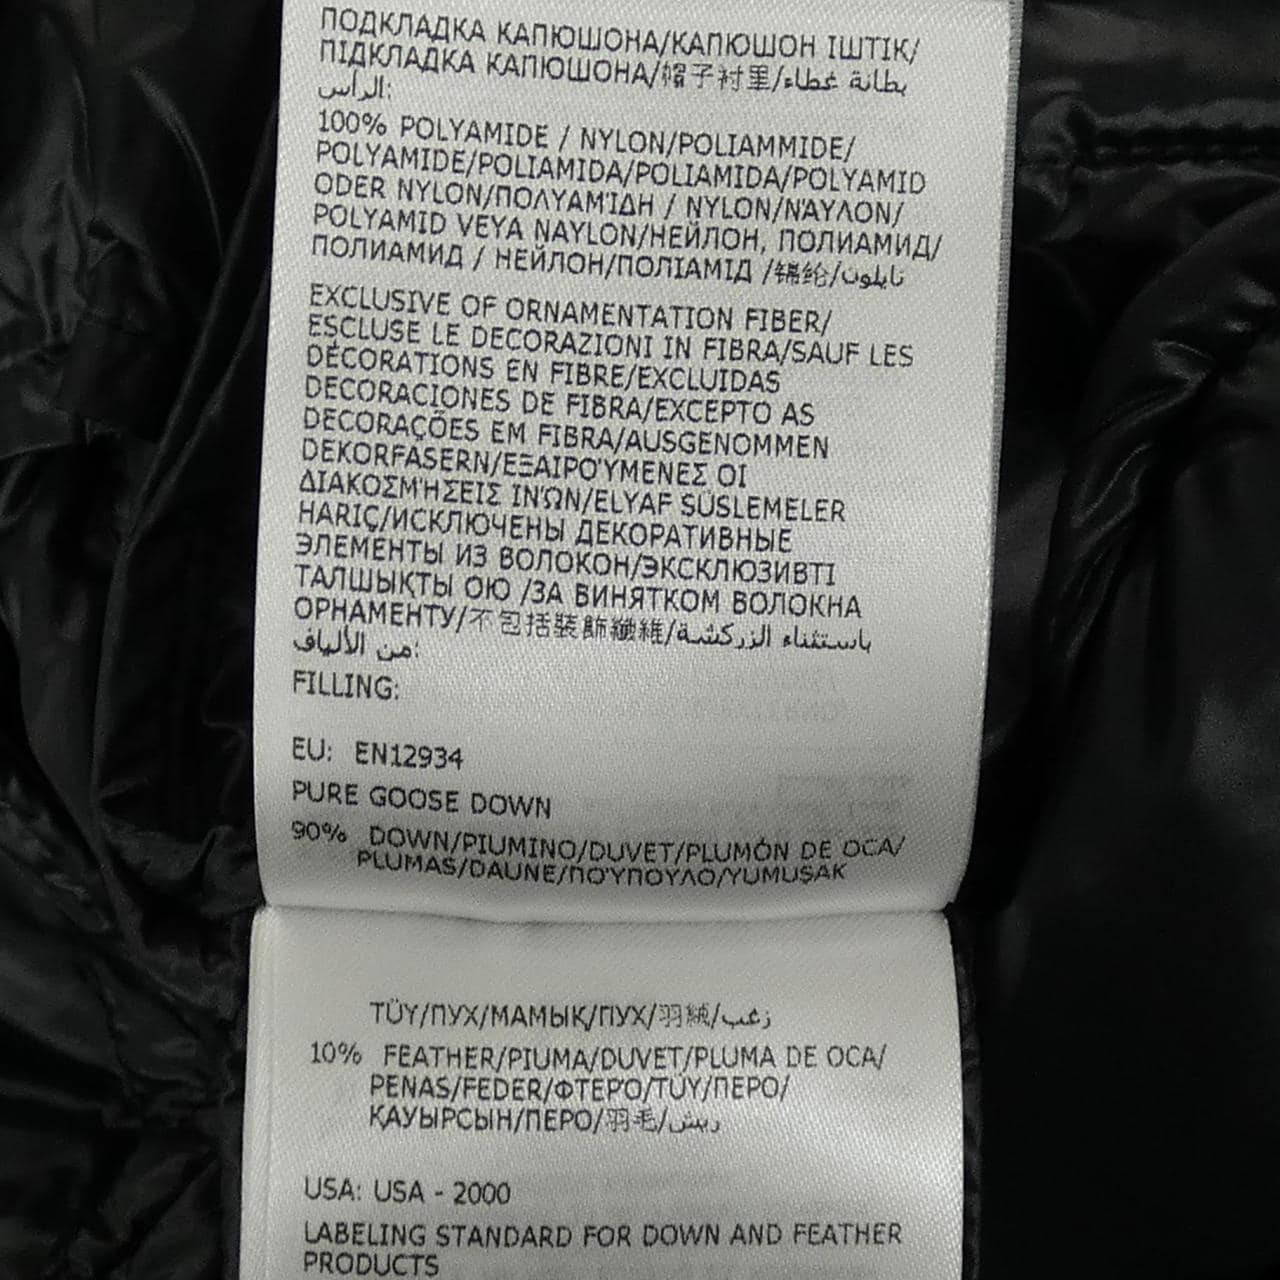 ПОДКЛАДКА КАПЮШОНА/КАПЮШОН ІШТІК/
ПІДКЛАДКА КАПЮШОНА/帽子衬里/بطانة غطاء
الرأس:
100% POLYAMIDE / NYLON/POLIAMMIDE/
POLYAMIDE/POLIAMIDA/POLIAMIDA/POLYAMID
ODER NYLON/ΠΟΛΥΑΜΊΔΗ / NYLON/ΝΆΥΛΟΝ/
POLYAMID VEYA NAYLON/НЕЙЛОН, ПОЛИАМИД/
ПОЛИАМИД / НЕЙЛОН/ПОЛІАМІД /锦纶/نايلون
EXCLUSIVE OF ORNAMENTATION FIBER/
ESCLUSE LE DECORAZIONI IN FIBRA/SAUF LES
DÉCORATIONS EN FIBRE/EXCLUIDAS
DECORACIONES DE FIBRA/EXCEPTO AS
DECORAÇÕES EM FIBRA/AUSGENOMMEN
DEKORFASERN/ΕΞΑΙΡΟΎΜΕΝΕΣ ΟΙ
ΔΙΑΚΟΣΜΉΣΕΙΣ ΙΝΏΝ/ELYAF SÜSLEMELER
HARİÇ/ИСКЛЮЧЕНЫ ДЕКОРАТИВНЫЕ
ЭЛЕМЕНТЫ ИЗ ВОЛОКОН/ЭКСКЛЮЗИВТІ
ТАЛШЫҚТЫ ОЮ /ЗА ВИНЯТКОМ ВОЛОКНА
ОРНАМЕНТУ/不包括裝飾纖維/باستثناء الزركشة
من الألياف:
FILLING:
EU: EN12934
PURE GOOSE DOWN
90% DOWN/PIUMINO/DUVET/PLUMÓN DE OCA/
PLUMAS/DAUNE/ΠΟΎΠΟΥΛΟ/YUMUŞAK
TÜY/ПУХ/МАМЫҚ/ПУХ/羽絨/زغب
10% FEATHER/PIUMA/DUVET/PLUMA DE OCA/
PENAS/FEDER/ΦΤΕΡΌ/TÜY/ПЕРО/
ҚАУЫРСЫН/ПЕРО/羽毛/ريش
USA: USA - 2000
LABELING STANDARD FOR DOWN AND FEATHER
PRODUCTS